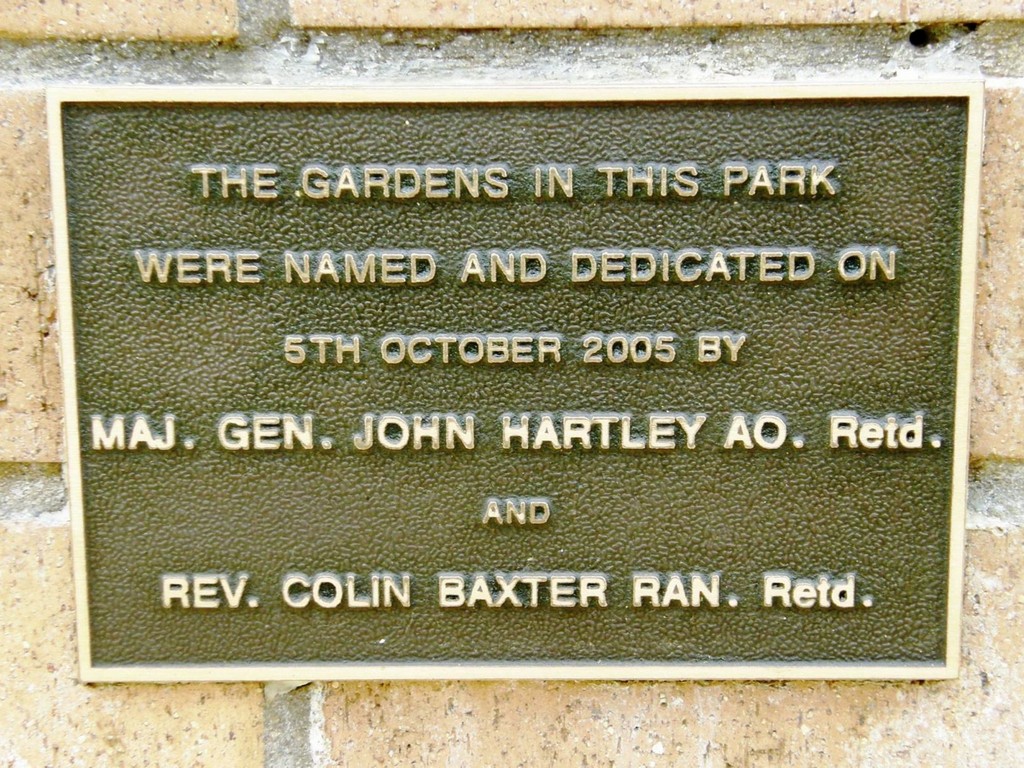 THE GARDENS IN THIS PARK
WERE NAMED AND DEDICATED ON
5TH OCTOBER 2005 BY
MAJ. GEN. JOHN HARTLEY AO. Retd.
AND
REV. COLIN BAXTER RAN. Retd.